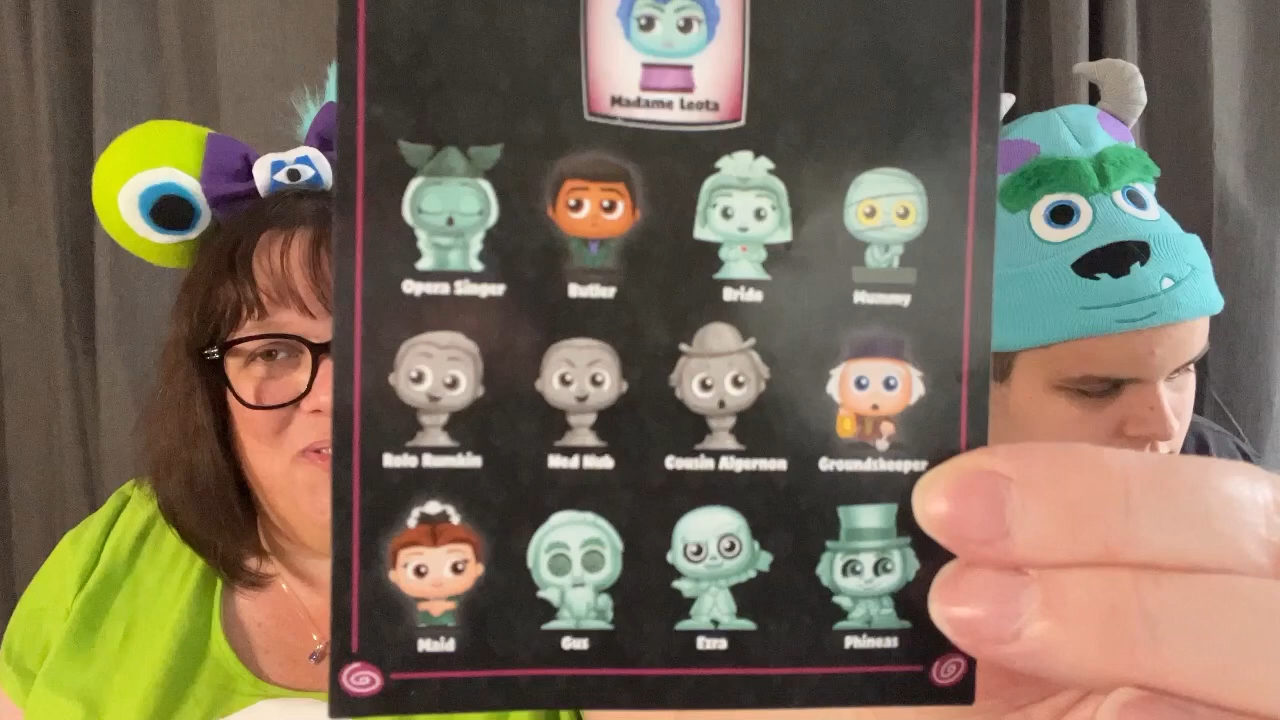 Madame Leota
Opera Singer Butler Bride Mummy
Rolo Rumkin Ned Nub Cousin Algernon Groundskeeper
Maid Gus Ezra Phineas